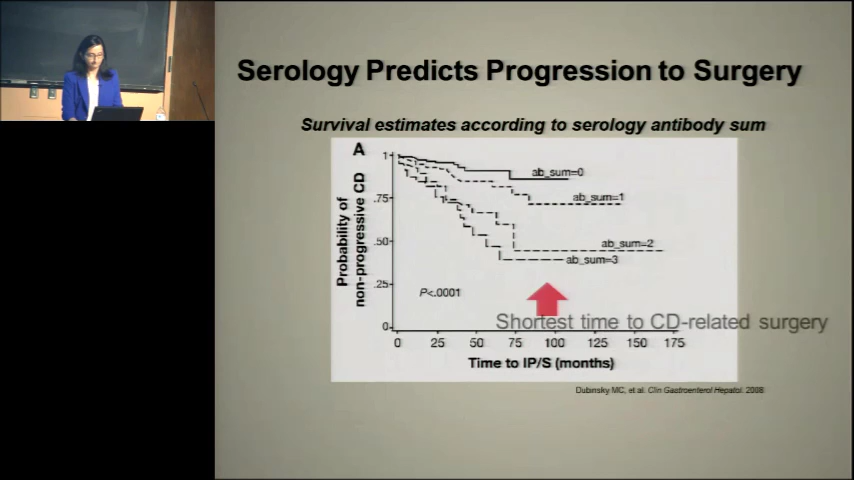 Serology Predicts Progression to Surgery
Survival estimates according to serology antibody sum
A
Probability of
non-progressive CD
1
.75
.50
.25
0
ab_sum=0
ab_sum=1
ab_sum=2
ab_sum=3
P<.0001
Shortest time to CD-related surgery
0 25 50 75 100 125 150 175
Time to IP/S (months)
Dubinsky MC, et al. Clin Gastroenterol Hepatol. 2008